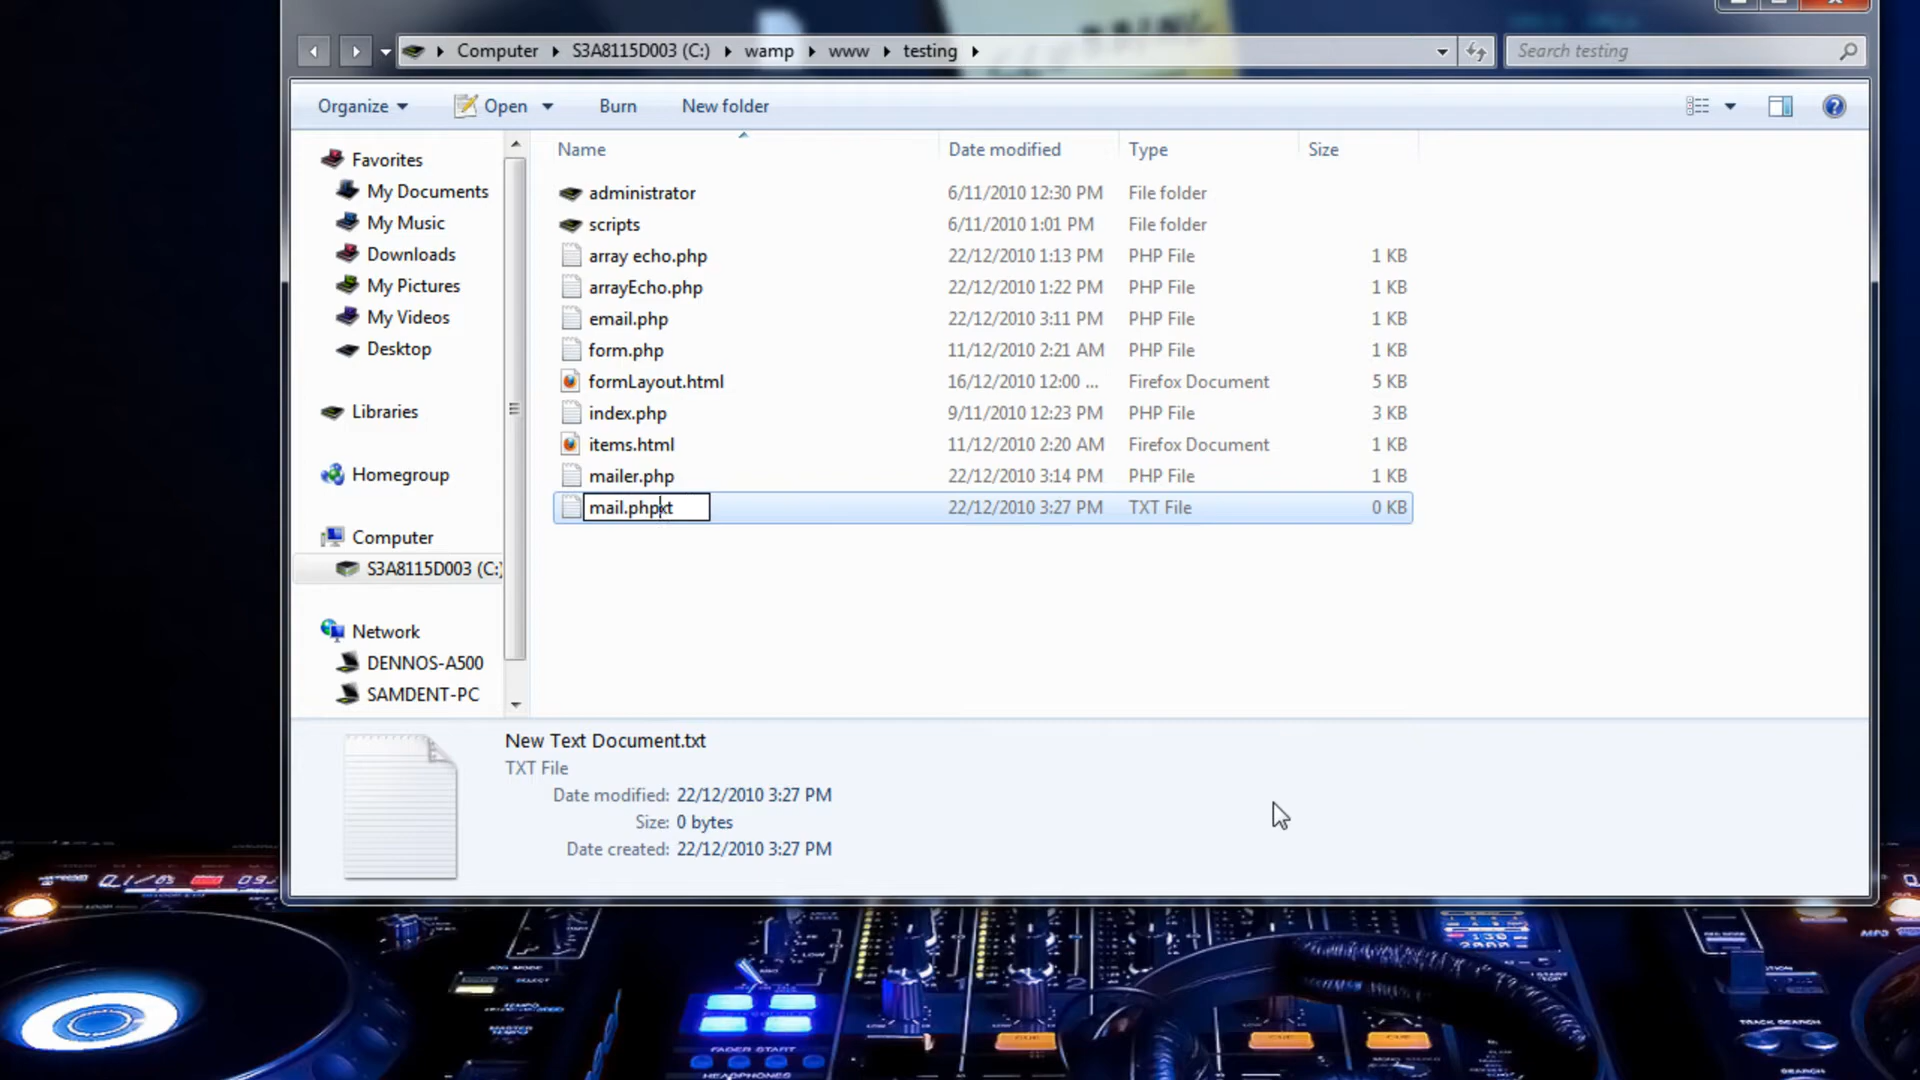 Computer S3A8115D003 (C:) wamp www testing
Search testing
Organize Open Burn New folder
Name Date modified Type Size
Favorites
My Documents
My Music
Downloads
My Pictures
My Videos
Desktop
Libraries
Homegroup
Computer
S3A8115D003 (C:)
Network
DENNOS-A500
SAMDENT-PC
administrator 6/11/2010 12:30 PM File folder
scripts 6/11/2010 1:01 PM File folder
array echo.php 22/12/2010 1:13 PM PHP File 1 KB
arrayEcho.php 22/12/2010 1:22 PM PHP File 1 KB
email.php 22/12/2010 3:11 PM PHP File 1 KB
form.php 11/12/2010 2:21 AM PHP File 1 KB
formLayout.html 16/12/2010 12:00 ... Firefox Document 5 KB
index.php 9/11/2010 12:23 PM PHP File 3 KB
items.html 11/12/2010 2:20 AM Firefox Document 1 KB
mailer.php 22/12/2010 3:14 PM PHP File 1 KB
mail.phpxt 22/12/2010 3:27 PM TXT File 0 KB
New Text Document.txt
TXT File
Date modified: 22/12/2010 3:27 PM
Size: 0 bytes
Date created: 22/12/2010 3:27 PM
FADER START
HEADPHONES
CUE
CUE
CUE
TRACK SEARCH
SEARCH